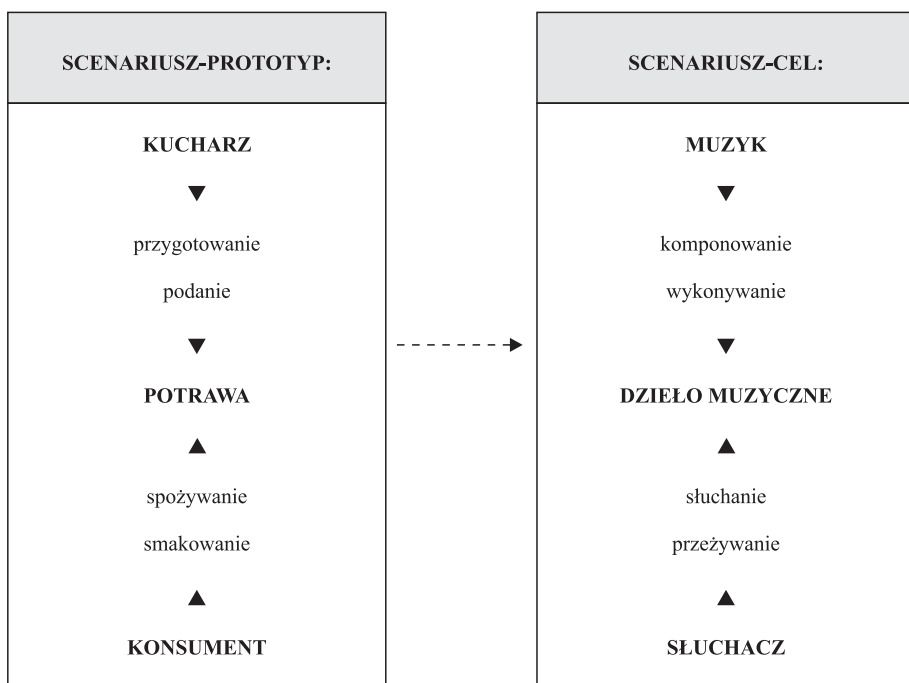 SCENARIUSZ-PROTOTYP:
KUCHARZ
przygotowanie
podanie
POTRAWA
spożywanie
smakowanie
KONSUMENT
SCENARIUSZ-CEL:
MUZYK
komponowanie
wykonywanie
DZIEŁO MUZYCZNE
słuchanie
przeżywanie
SŁUCHACZ